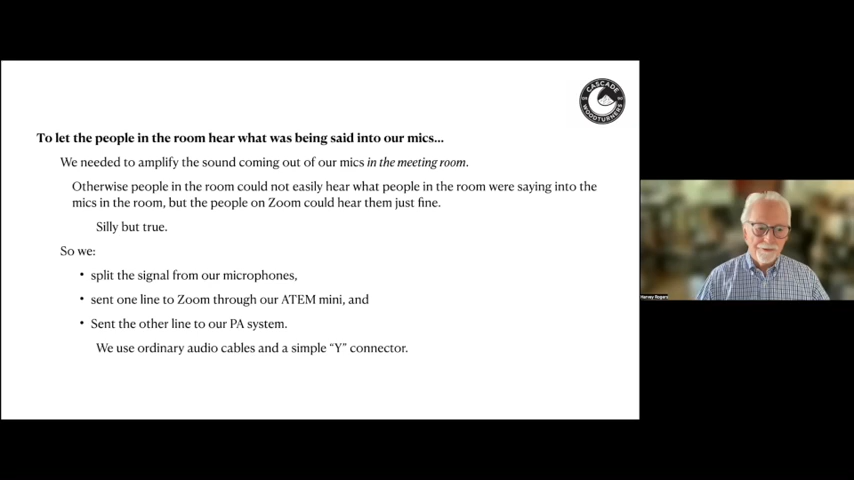 CASCADE
WOODTURNERS
To let the people in the room hear what was being said into our mics...
We needed to amplify the sound coming out of our mics in the meeting room.
Otherwise people in the room could not easily hear what people in the room were saying into the
mics in the room, but the people on Zoom could hear them just fine.
Silly but true.
So we:
• split the signal from our microphones,
• sent one line to Zoom through our ATEM mini, and
• Sent the other line to our PA system.
We use ordinary audio cables and a simple “Y” connector.
Harvey Rogers